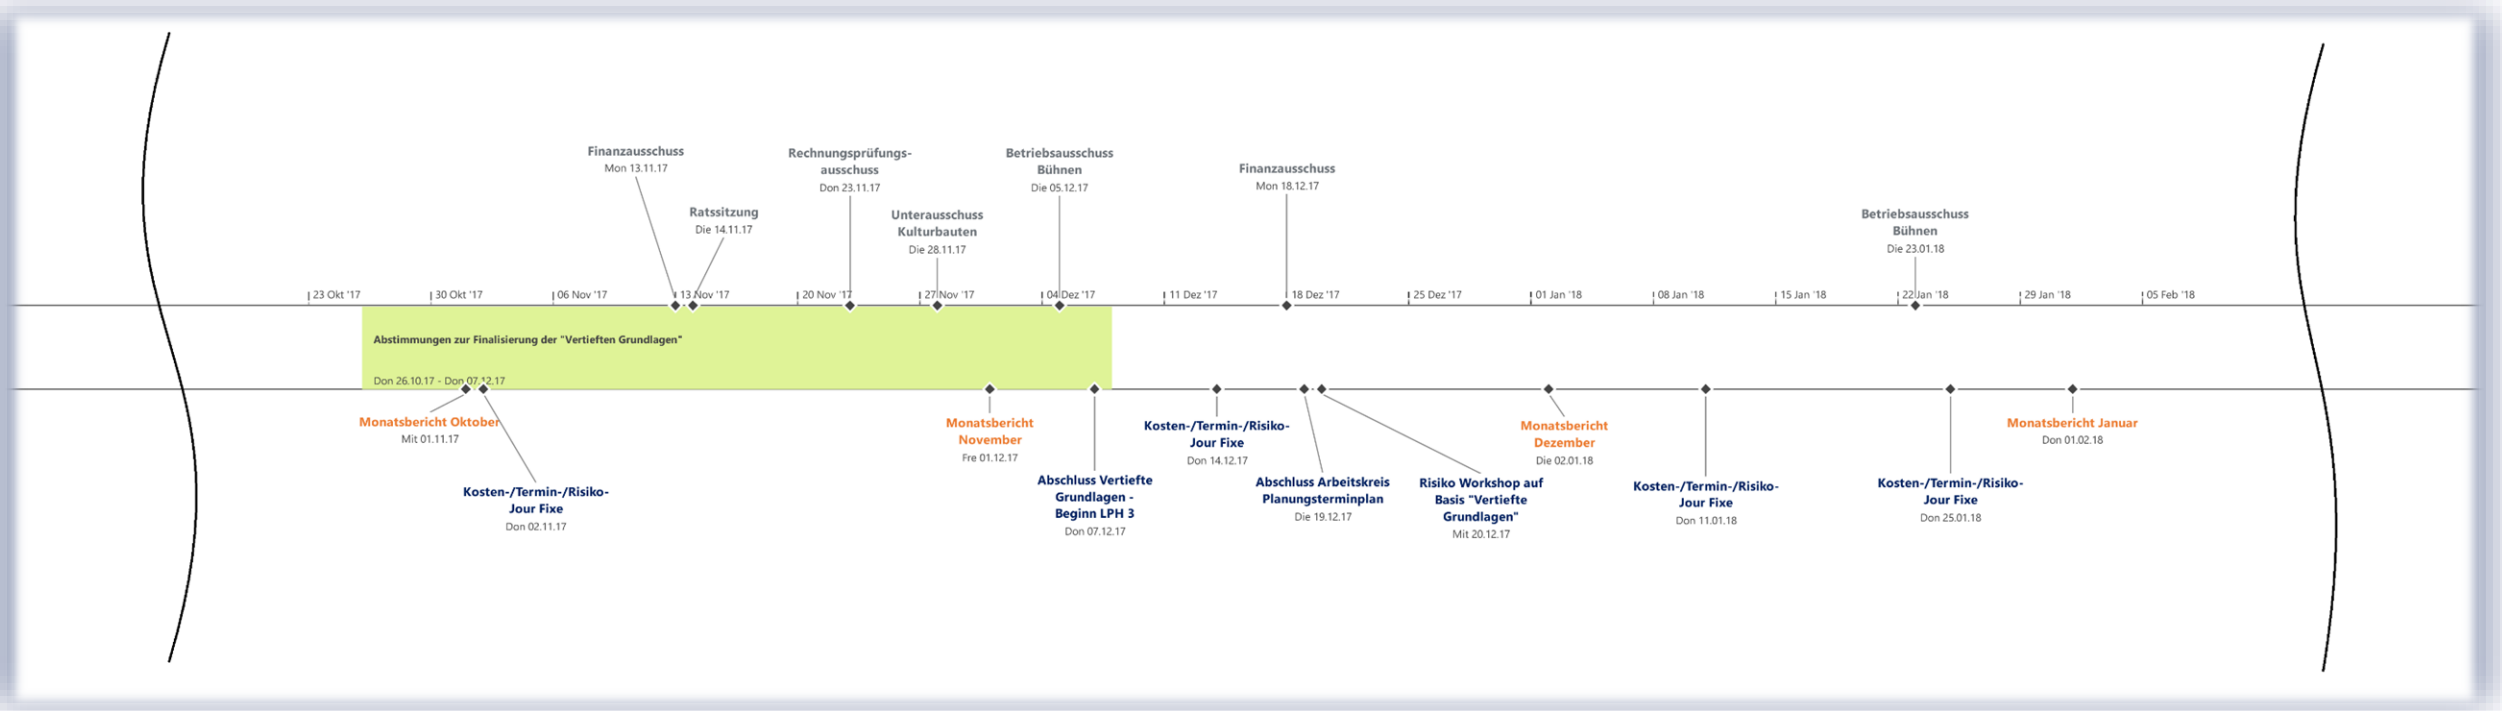 Finanzausschuss
Mon 13.11.17
Ratssitzung
Die 14.11.17
Rechnungsprüfungs-
ausschuss
Don 23.11.17
Unterausschuss
Kulturbauten
Die 28.11.17
Betriebsausschuss
Bühnen
Die 05.12.17
Finanzausschuss
Mon 18.12.17
Betriebsausschuss
Bühnen
Die 23.01.18
23 Okt '17
30 Okt '17
06 Nov '17
13 Nov '17
20 Nov '17
27 Nov '17
04 Dez '17
11 Dez '17
18 Dez '17
25 Dez '17
01 Jan '18
08 Jan '18
15 Jan '18
22 Jan '18
29 Jan '18
05 Feb '18
Abstimmungen zur Finalisierung der "Vertieften Grundlagen"
Don 26.10.17 - Don 07.12.17
Monatsbericht Oktober
Mit 01.11.17
Kosten-/Termin-/Risiko-
Jour Fixe
Don 02.11.17
Monatsbericht
November
Fre 01.12.17
Abschluss Vertiefte
Grundlagen -
Beginn LPH 3
Don 07.12.17
Kosten-/Termin-/Risiko-
Jour Fixe
Don 14.12.17
Abschluss Arbeitskreis
Planungsterminplan
Die 19.12.17
Risiko Workshop auf
Basis "Vertiefte
Grundlagen"
Mit 20.12.17
Monatsbericht
Dezember
Die 02.01.18
Kosten-/Termin-/Risiko-
Jour Fixe
Don 11.01.18
Kosten-/Termin-/Risiko-
Jour Fixe
Don 25.01.18
Monatsbericht Januar
Don 01.02.18